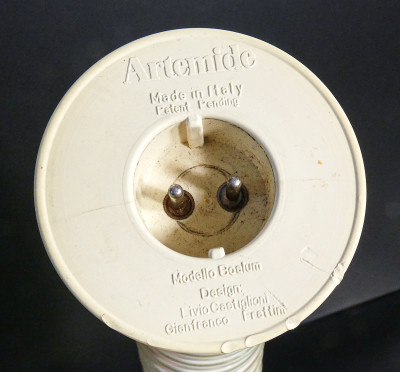 Artemide
Made in Italy
Patent Pending
Modello Boalum
Design:
Livio Castiglioni
Gianfranco Frattini